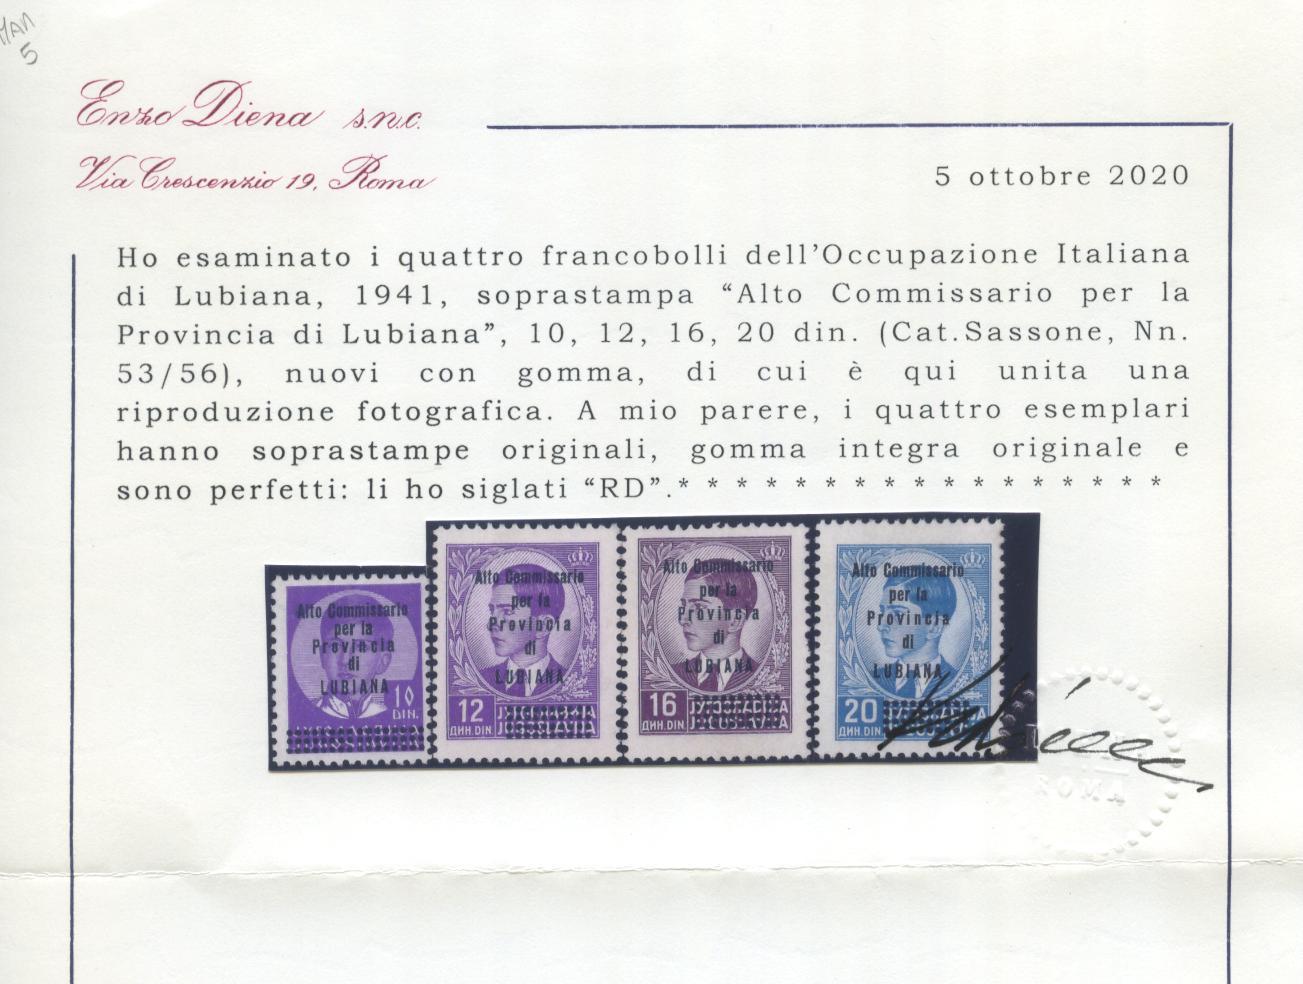 MAN
5
Enzo Diena s.n.c.
Via Crescenzio 19, Roma
5 ottobre 2020
Ho esaminato i quattro francobolli dell'Occupazione Italiana
di Lubiana, 1941, soprastampa "Alto Commissario per la
Provincia di Lubiana", 10, 12, 16, 20 din. (Cat.Sassone, Nn.
53/56), nuovi con gomma, di cui è qui unita una
riproduzione fotografica. A mio parere, i quattro esemplari
hanno soprastampe originali, gomma integra originale e
sono perfetti: li ho siglati "RD".* * * * * * * * * * * * * * * * *
Alto Commissario
per la
Provincia
di
LUBIANA
10
DIN.
Alto Commissario
per la
Provincia
di
LUBIANA
12
ДИН. DIN
Alto Commissario
per la
Provincia
di
LUBIANA
16
ДИН. DIN
Alto Commissario
per la
Provincia
di
LUBIANA
20
ДИН. DIN